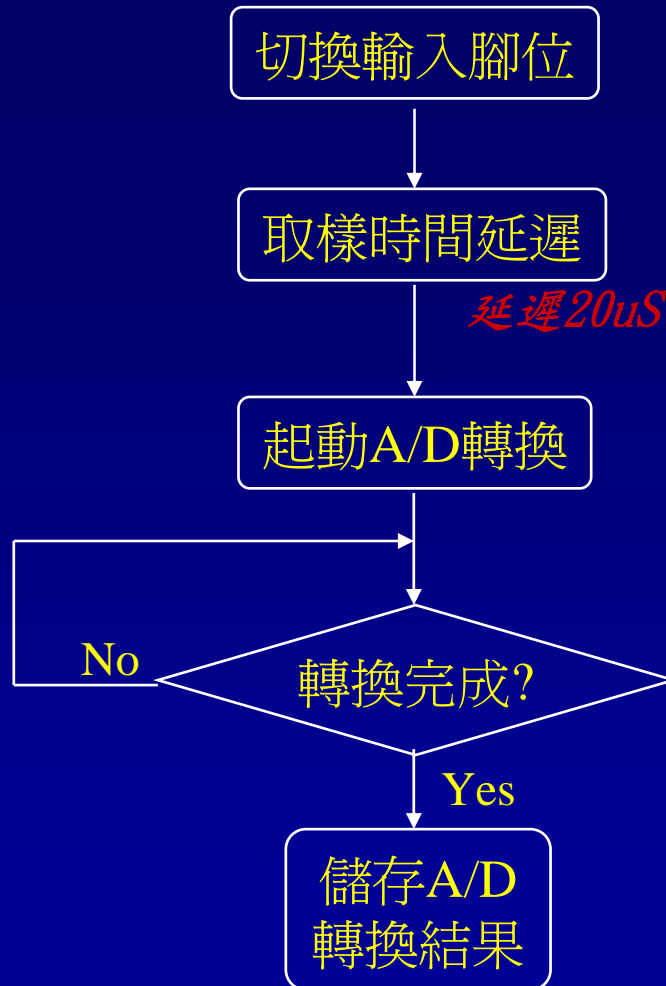 切換輸入腳位
取樣時間延遲
延遲20uS
起動A/D轉換
No
轉換完成?
Yes
儲存A/D
轉換結果